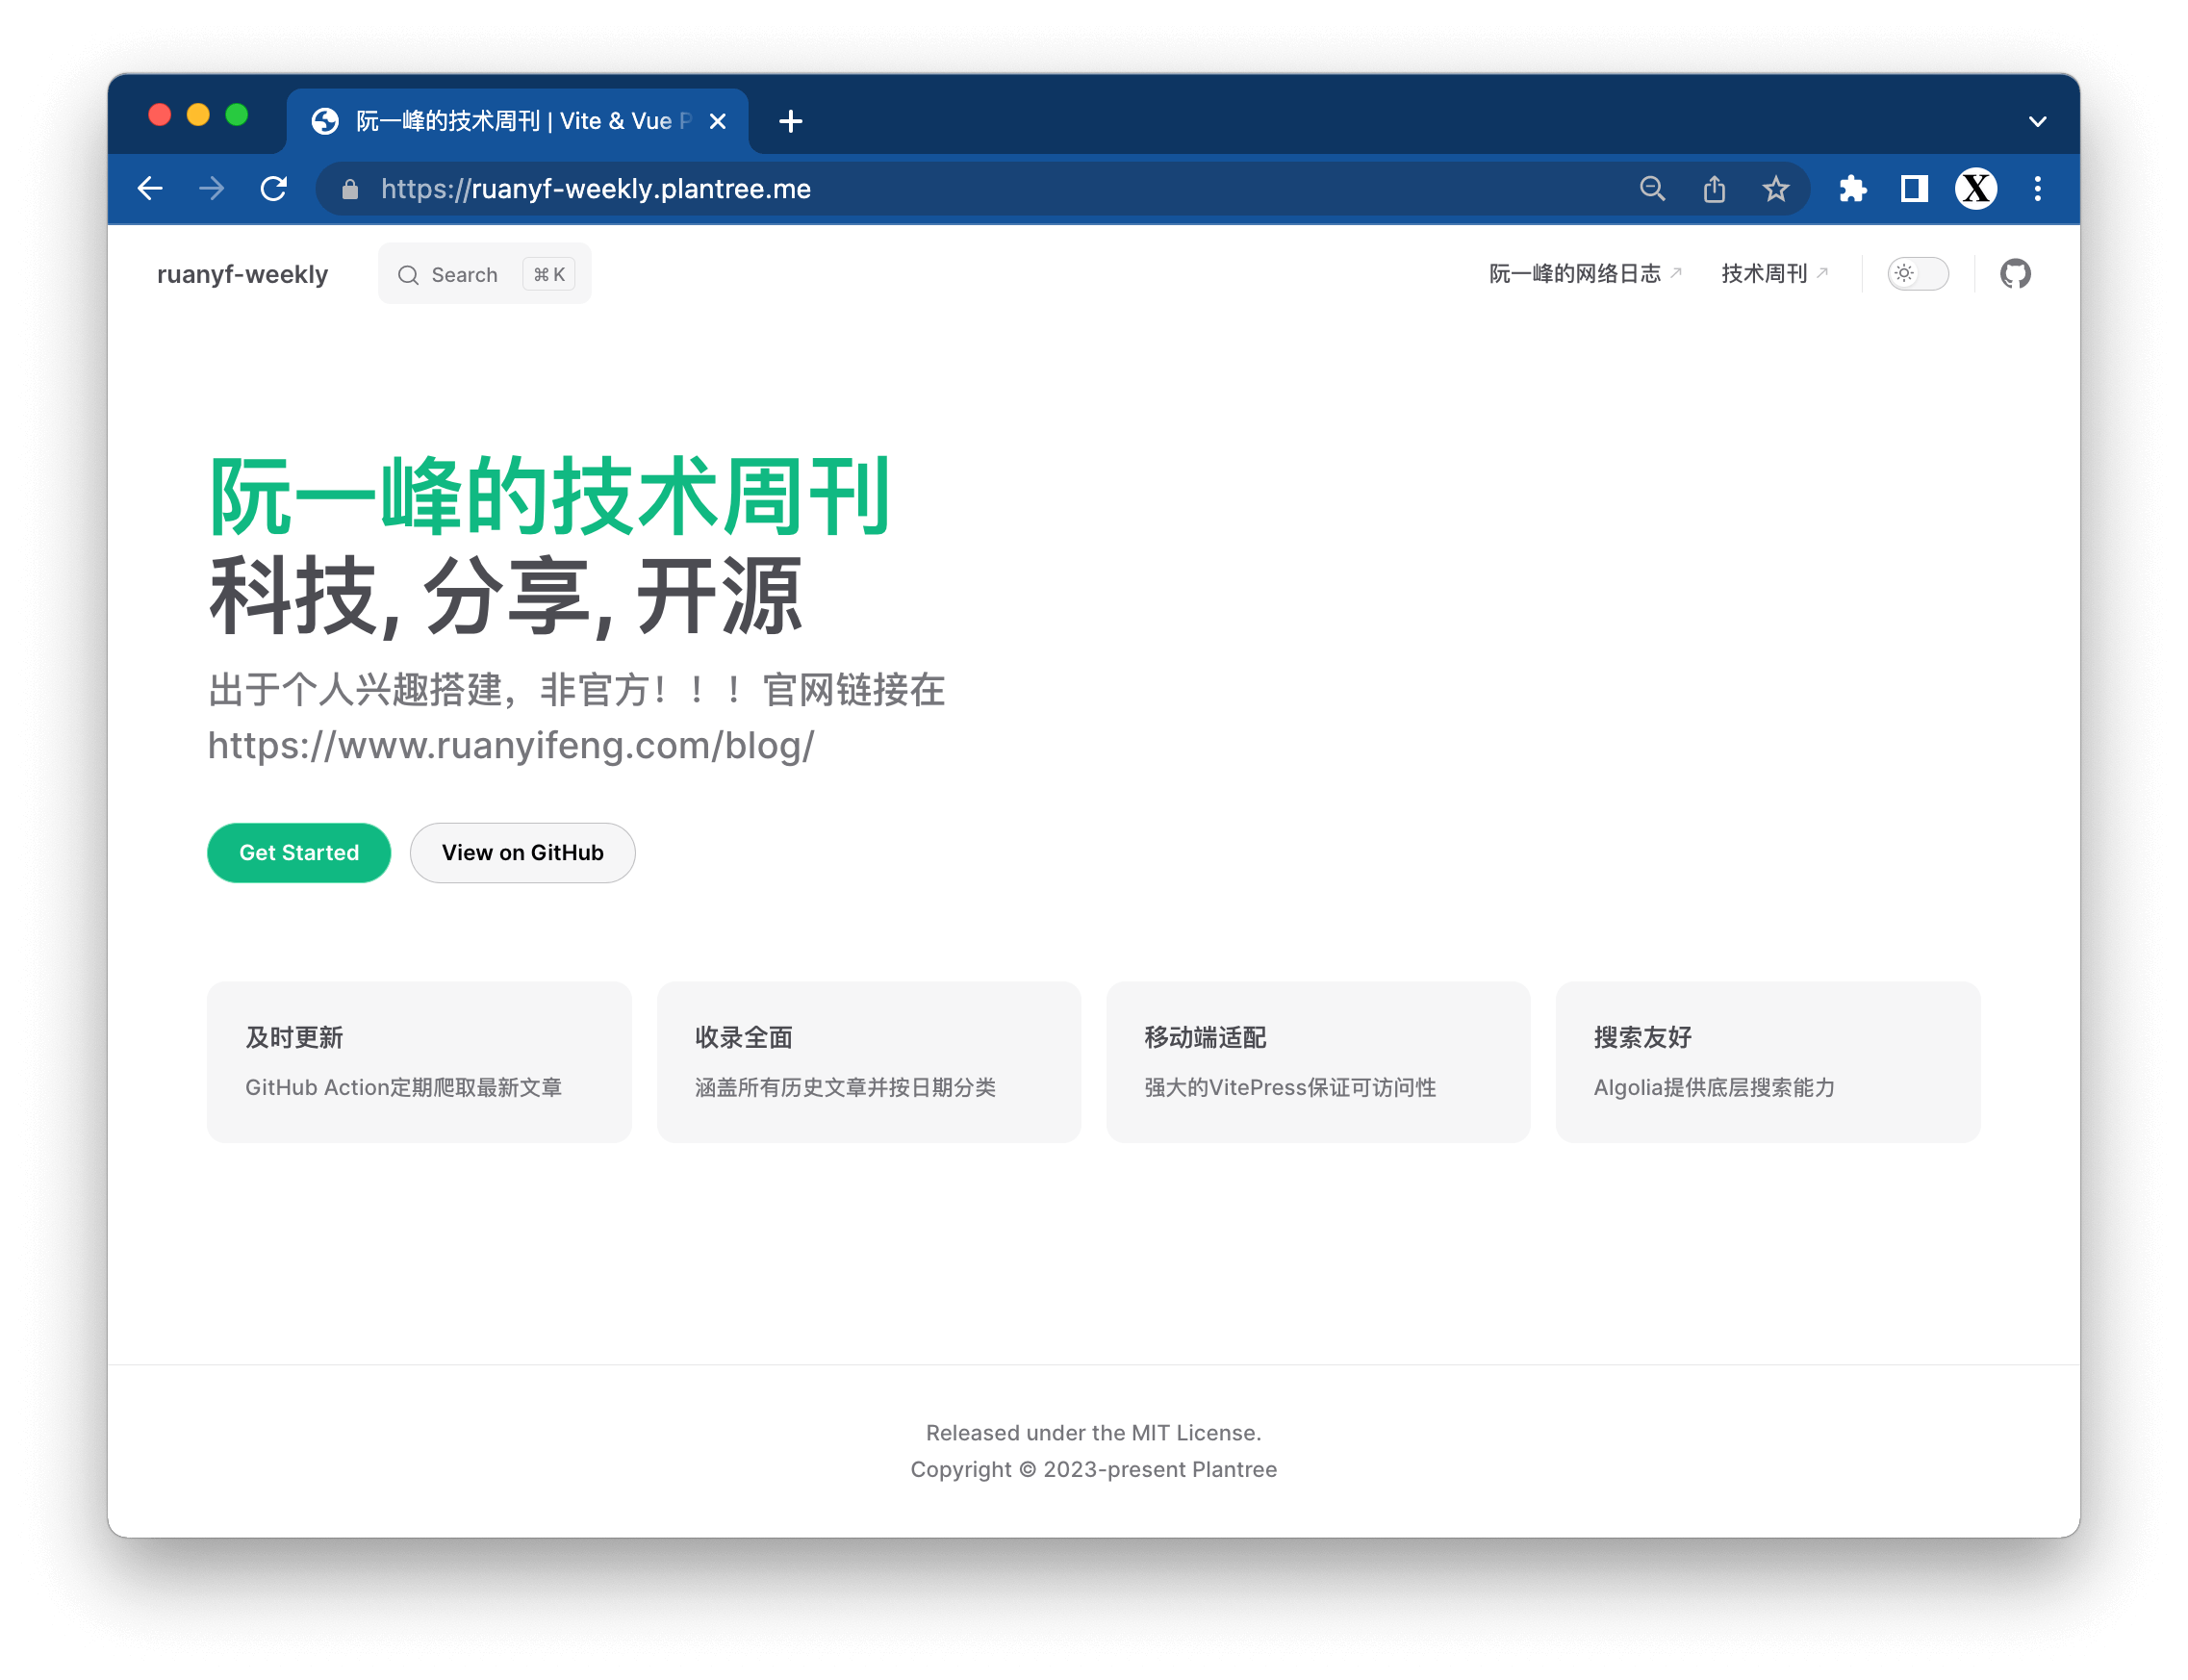 阮一峰的技术周刊 | Vite & Vue P
https://ruanyf-weekly.plantree.me
X
ruanyf-weekly
Search ⌘ K
阮一峰的网络日志
技术周刊
阮一峰的技术周刊
科技, 分享, 开源
出于个人兴趣搭建，非官方！！！官网链接在
https://www.ruanyifeng.com/blog/
Get Started
View on GitHub
及时更新
GitHub Action定期爬取最新文章
收录全面
涵盖所有历史文章并按日期分类
移动端适配
强大的VitePress保证可访问性
搜索友好
Algolia提供底层搜索能力
Released under the MIT License.
Copyright © 2023-present Plantree